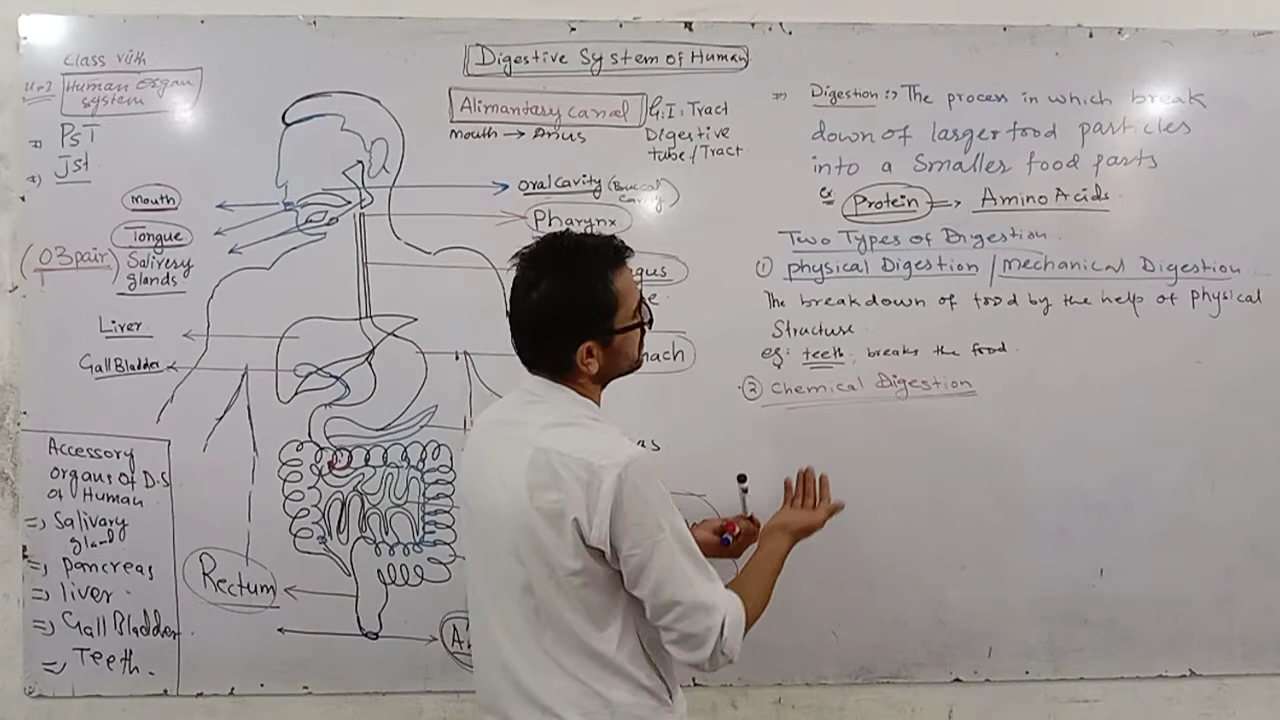 Class VIIIth
Human organ
system
PST
Jst
Digestive System of Human
Alimantary canal
G.I. Tract
Mouth → Anus
Digestive
tube / Tract
mouth
Tongue
(03 pair)
Salivery
glands
Liver
Gall Bladder
oral cavity (Buccal
cavity)
Pharynx
gus
e
mach
as
Rectum
A
Accessory
organs of D.S
of Human
=> Salivary
gland
=> pancreas
=> liver
=> Gall Bladder
=> Teeth.
=> Digestion :> The process in which break
down of larger food particles
into a Smaller food parts
ex Protein => Amino Acids.
Two Types of Digestion
① physical Digestion / Mechanical Digestion
The breakdown of food by the help of physical
Structure.
eg: teeth, breaks the food.
② Chemical Digestion